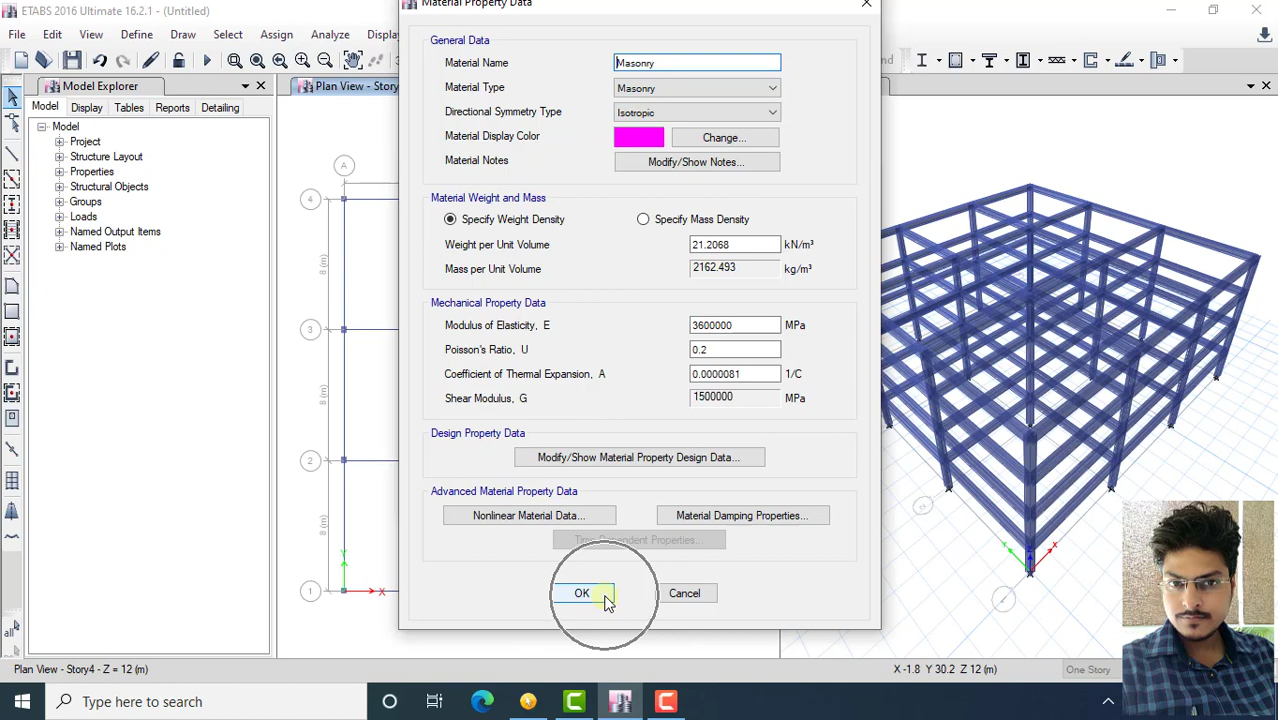 ETABS 2016 Ultimate 16.2.1 - (Untitled)
Material Property Data
File Edit View Define Draw Select Assign Analyze Display
Model Explorer
Plan View - Story
Model Display Tables Reports Detailing
Model
Project
Structure Layout
Properties
Structural Objects
Groups
Loads
Named Output Items
Named Plots
A
4
3
2
1
8 (m)
8 (m)
8 (m)
Y
X
General Data
Material Name Masonry
Material Type Masonry
Directional Symmetry Type Isotropic
Material Display Color Change...
Material Notes Modify/Show Notes...
Material Weight and Mass
Specify Weight Density Specify Mass Density
Weight per Unit Volume 21.2068 kN/m³
Mass per Unit Volume 2162.493 kg/m³
Mechanical Property Data
Modulus of Elasticity, E 3600000 MPa
Poisson's Ratio, U 0.2
Coefficient of Thermal Expansion, A 0.0000081 1/C
Shear Modulus, G 1500000 MPa
Design Property Data
Modify/Show Material Property Design Data...
Advanced Material Property Data
Nonlinear Material Data... Material Damping Properties...
Time Dependent Properties...
OK Cancel
Y X
Plan View - Story4 - Z = 12 (m) X -1.8 Y 30.2 Z 12 (m) One Story
Type here to search